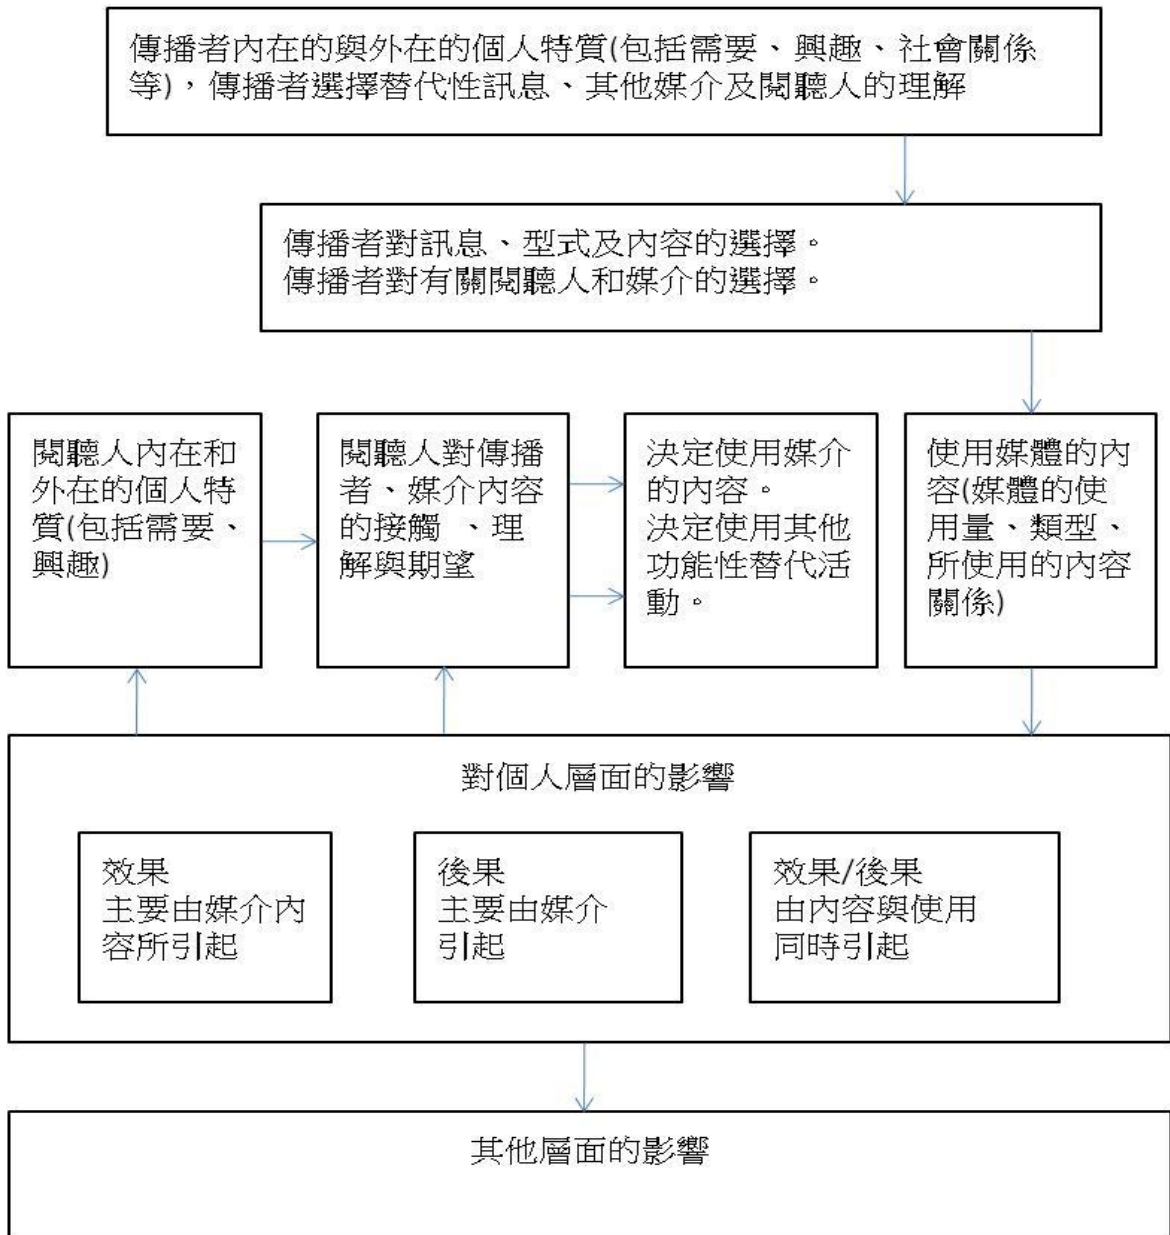 傳播者內在的與外在的個人特質(包括需要、興趣、社會關係
等)，傳播者選擇替代性訊息、其他媒介及閱聽人的理解
傳播者對訊息、型式及內容的選擇。
傳播者對有關閱聽人和媒介的選擇。
閱聽人內在和
外在的個人特
質(包括需要、
興趣)
閱聽人對傳播
者、媒介內容
的接觸 、理
解與期望
決定使用媒介
的內容。
決定使用其他
功能性替代活
動。
使用媒體的內
容(媒體的使
用量、類型、
所使用的內容
關係)
對個人層面的影響
效果
主要由媒介內
容所引起
後果
主要由媒介
引起
效果/後果
由內容與使用
同時引起
其他層面的影響